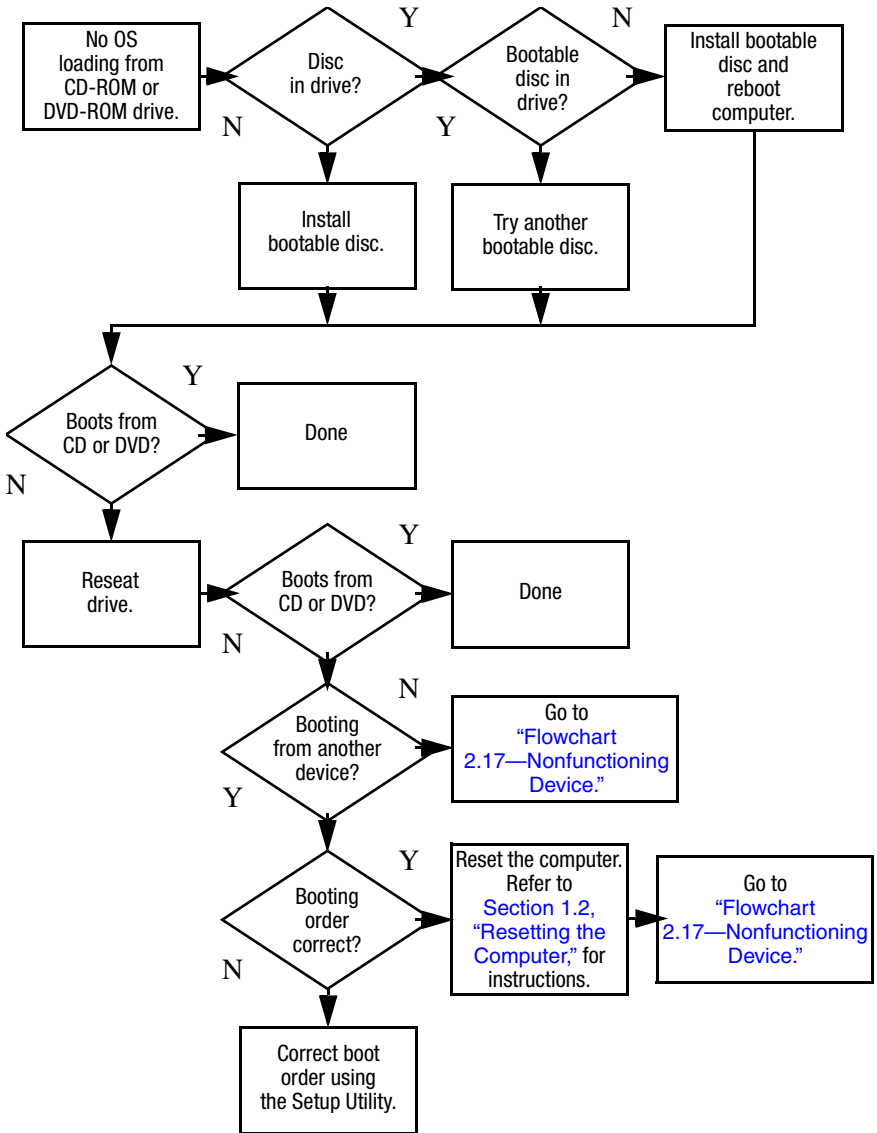 No OS
loading from
CD-ROM or
DVD-ROM drive.
Disc
in drive?
Y
N
Bootable
disc in
drive?
N
Y
Install bootable
disc and
reboot
computer.
Install
bootable disc.
Try another
bootable disc.
Boots from
CD or DVD?
Y
N
Done
Reseat
drive.
Boots from
CD or DVD?
Y
N
Done
Booting
from another
device?
N
Y
Go to
“Flowchart
2.17—Nonfunctioning
Device.”
Booting
order
correct?
Y
N
Reset the computer.
Refer to
Section 1.2,
“Resetting the
Computer,” for
instructions.
Go to
“Flowchart
2.17—Nonfunctioning
Device.”
Correct boot
order using
the Setup Utility.